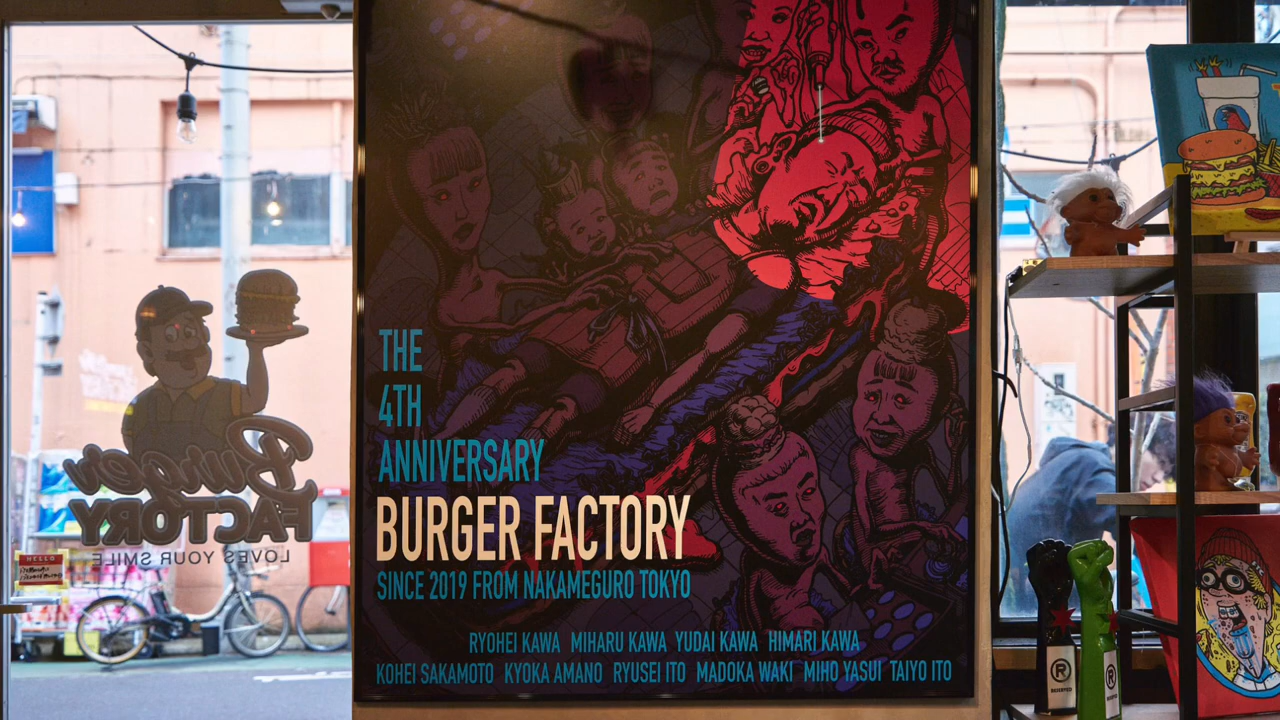 THE
4TH
ANNIVERSARY
BURGER FACTORY
SINCE 2019 FROM NAKAMEGURO TOKYO
RYOHEI KAWA MIHARU KAWA YUDAI KAWA HIMARI KAWA
KOHEI SAKAMOTO KYOKA AMANO RYUSEI ITO MADOKA WAKI MIHO YASUI TAIYO ITO
Burger
FACTORY
LOVES YOUR SMILE
HELLO
R
R